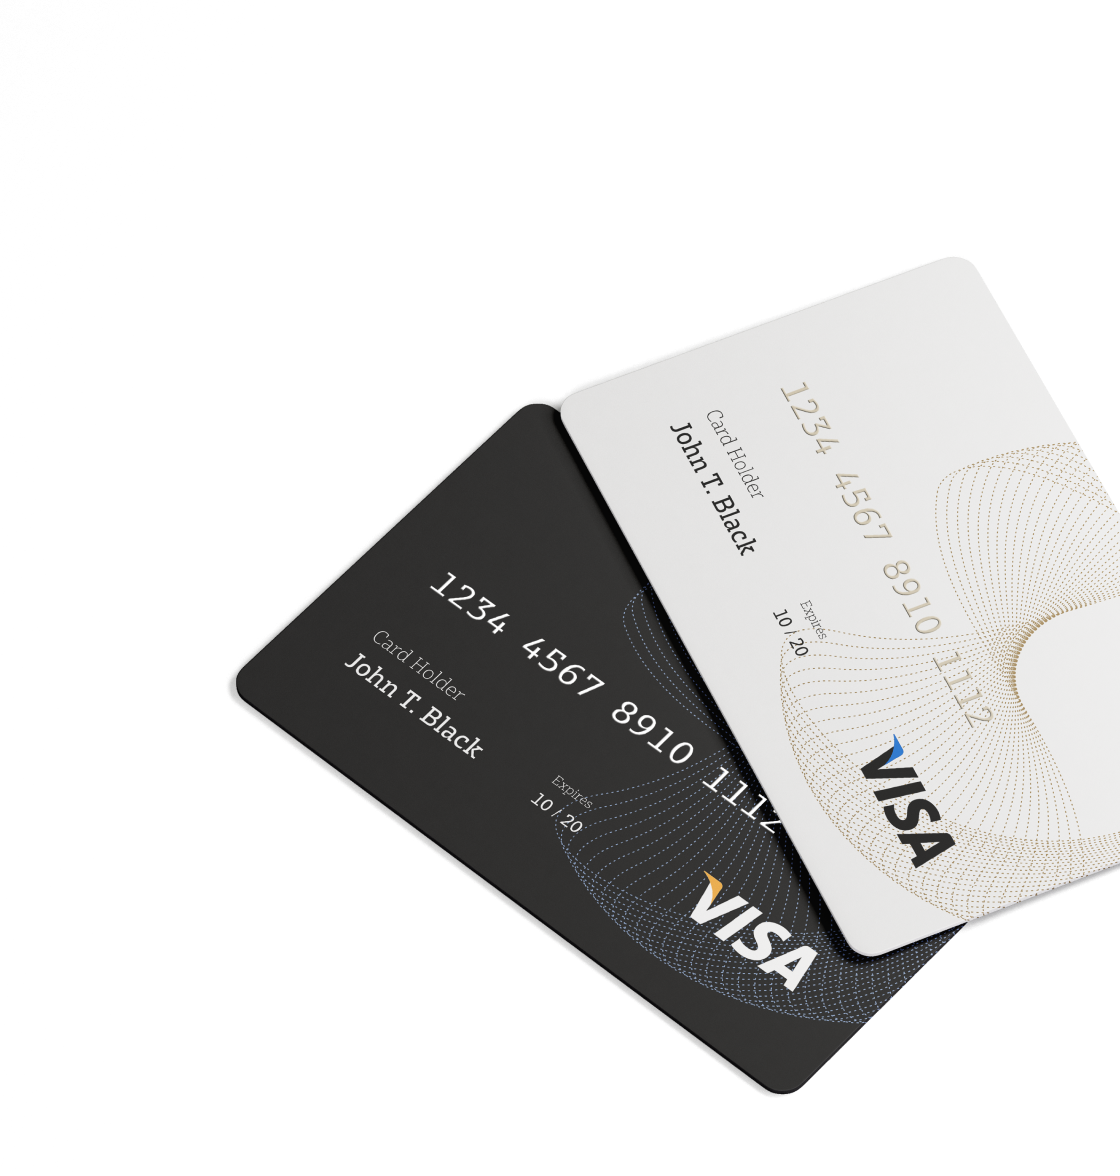 1234 4567 8910 1112
Card Holder
John T. Black
Expires
10 / 20
VISA
1234 4567 8910 1112
Card Holder
John T. Black
Expires
10 / 20
VISA